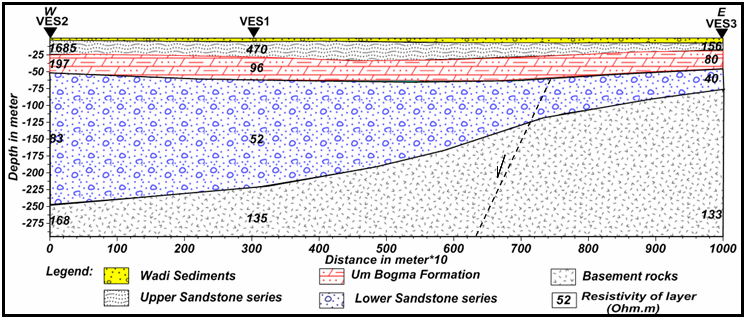 W E
VES2 VES1 VES3
1685 470 156
197 96 80
40
83 52
168 135 133
Depth in meter
-25
-50
-75
-100
-125
-150
-175
-200
-225
-250
-275
0 100 200 300 400 500 600 700 800 900 1000
Distance in meter*10
Legend:
Wadi Sediments Um Bogma Formation Basement rocks
Upper Sandstone series Lower Sandstone series 52 Resistivity of layer
(Ohm.m)